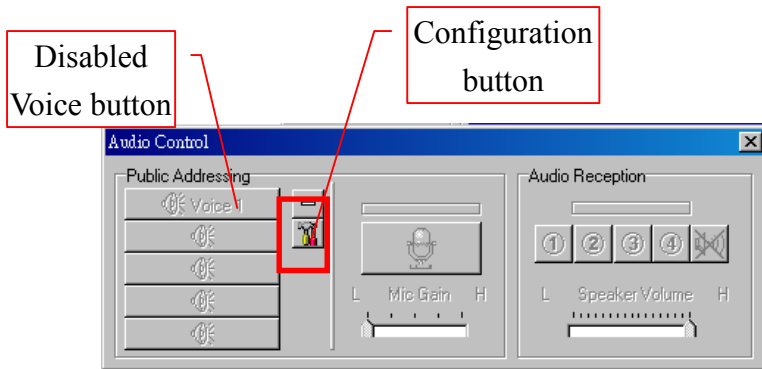 Configuration
button
Disabled
Voice button
Audio Control
Public Addressing
Audio Reception
Voice 1
① ② ③ ④
L Mic Gain H
L Speaker Volume H